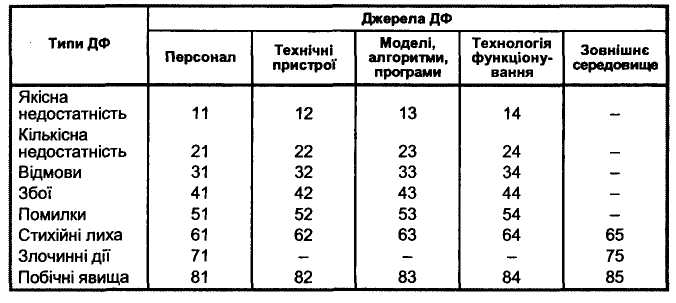 Типи ДФ
Джерела ДФ
Персонал
Технічні
пристрої
Моделі,
алгоритми,
програми
Технологія
функціону-
вання
Зовнішнє
середовище
Якісна
недостатність 11 12 13 14 –
Кількісна
недостатність 21 22 23 24 –
Відмови 31 32 33 34 –
Збої 41 42 43 44 –
Помилки 51 52 53 54 –
Стихійні лиха 61 62 63 64 65
Злочинні дії 71 – – – 75
Побічні явища 81 82 83 84 85